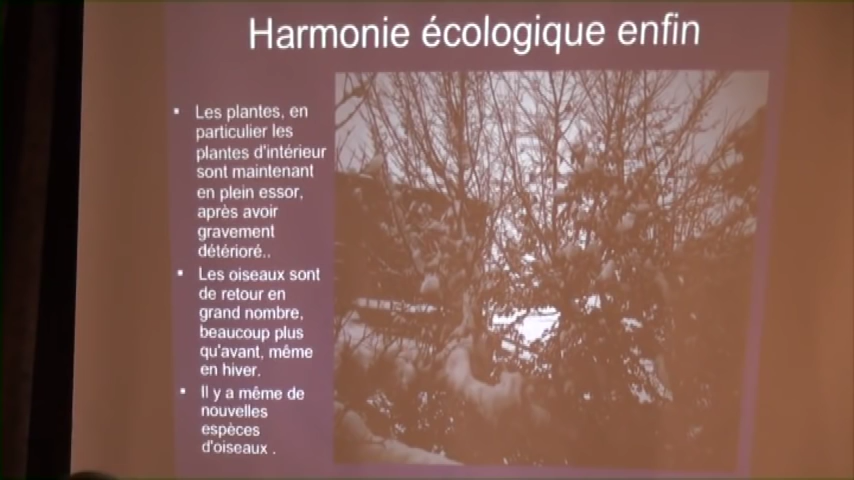 Harmonie écologique enfin
▪ Les plantes, en
particulier les
plantes d'intérieur
sont maintenant
en plein essor,
après avoir
gravement
détérioré..
▪ Les oiseaux sont
de retour en
grand nombre,
beaucoup plus
qu'avant, même
en hiver.
▪ Il y a même de
nouvelles
espèces
d'oiseaux .